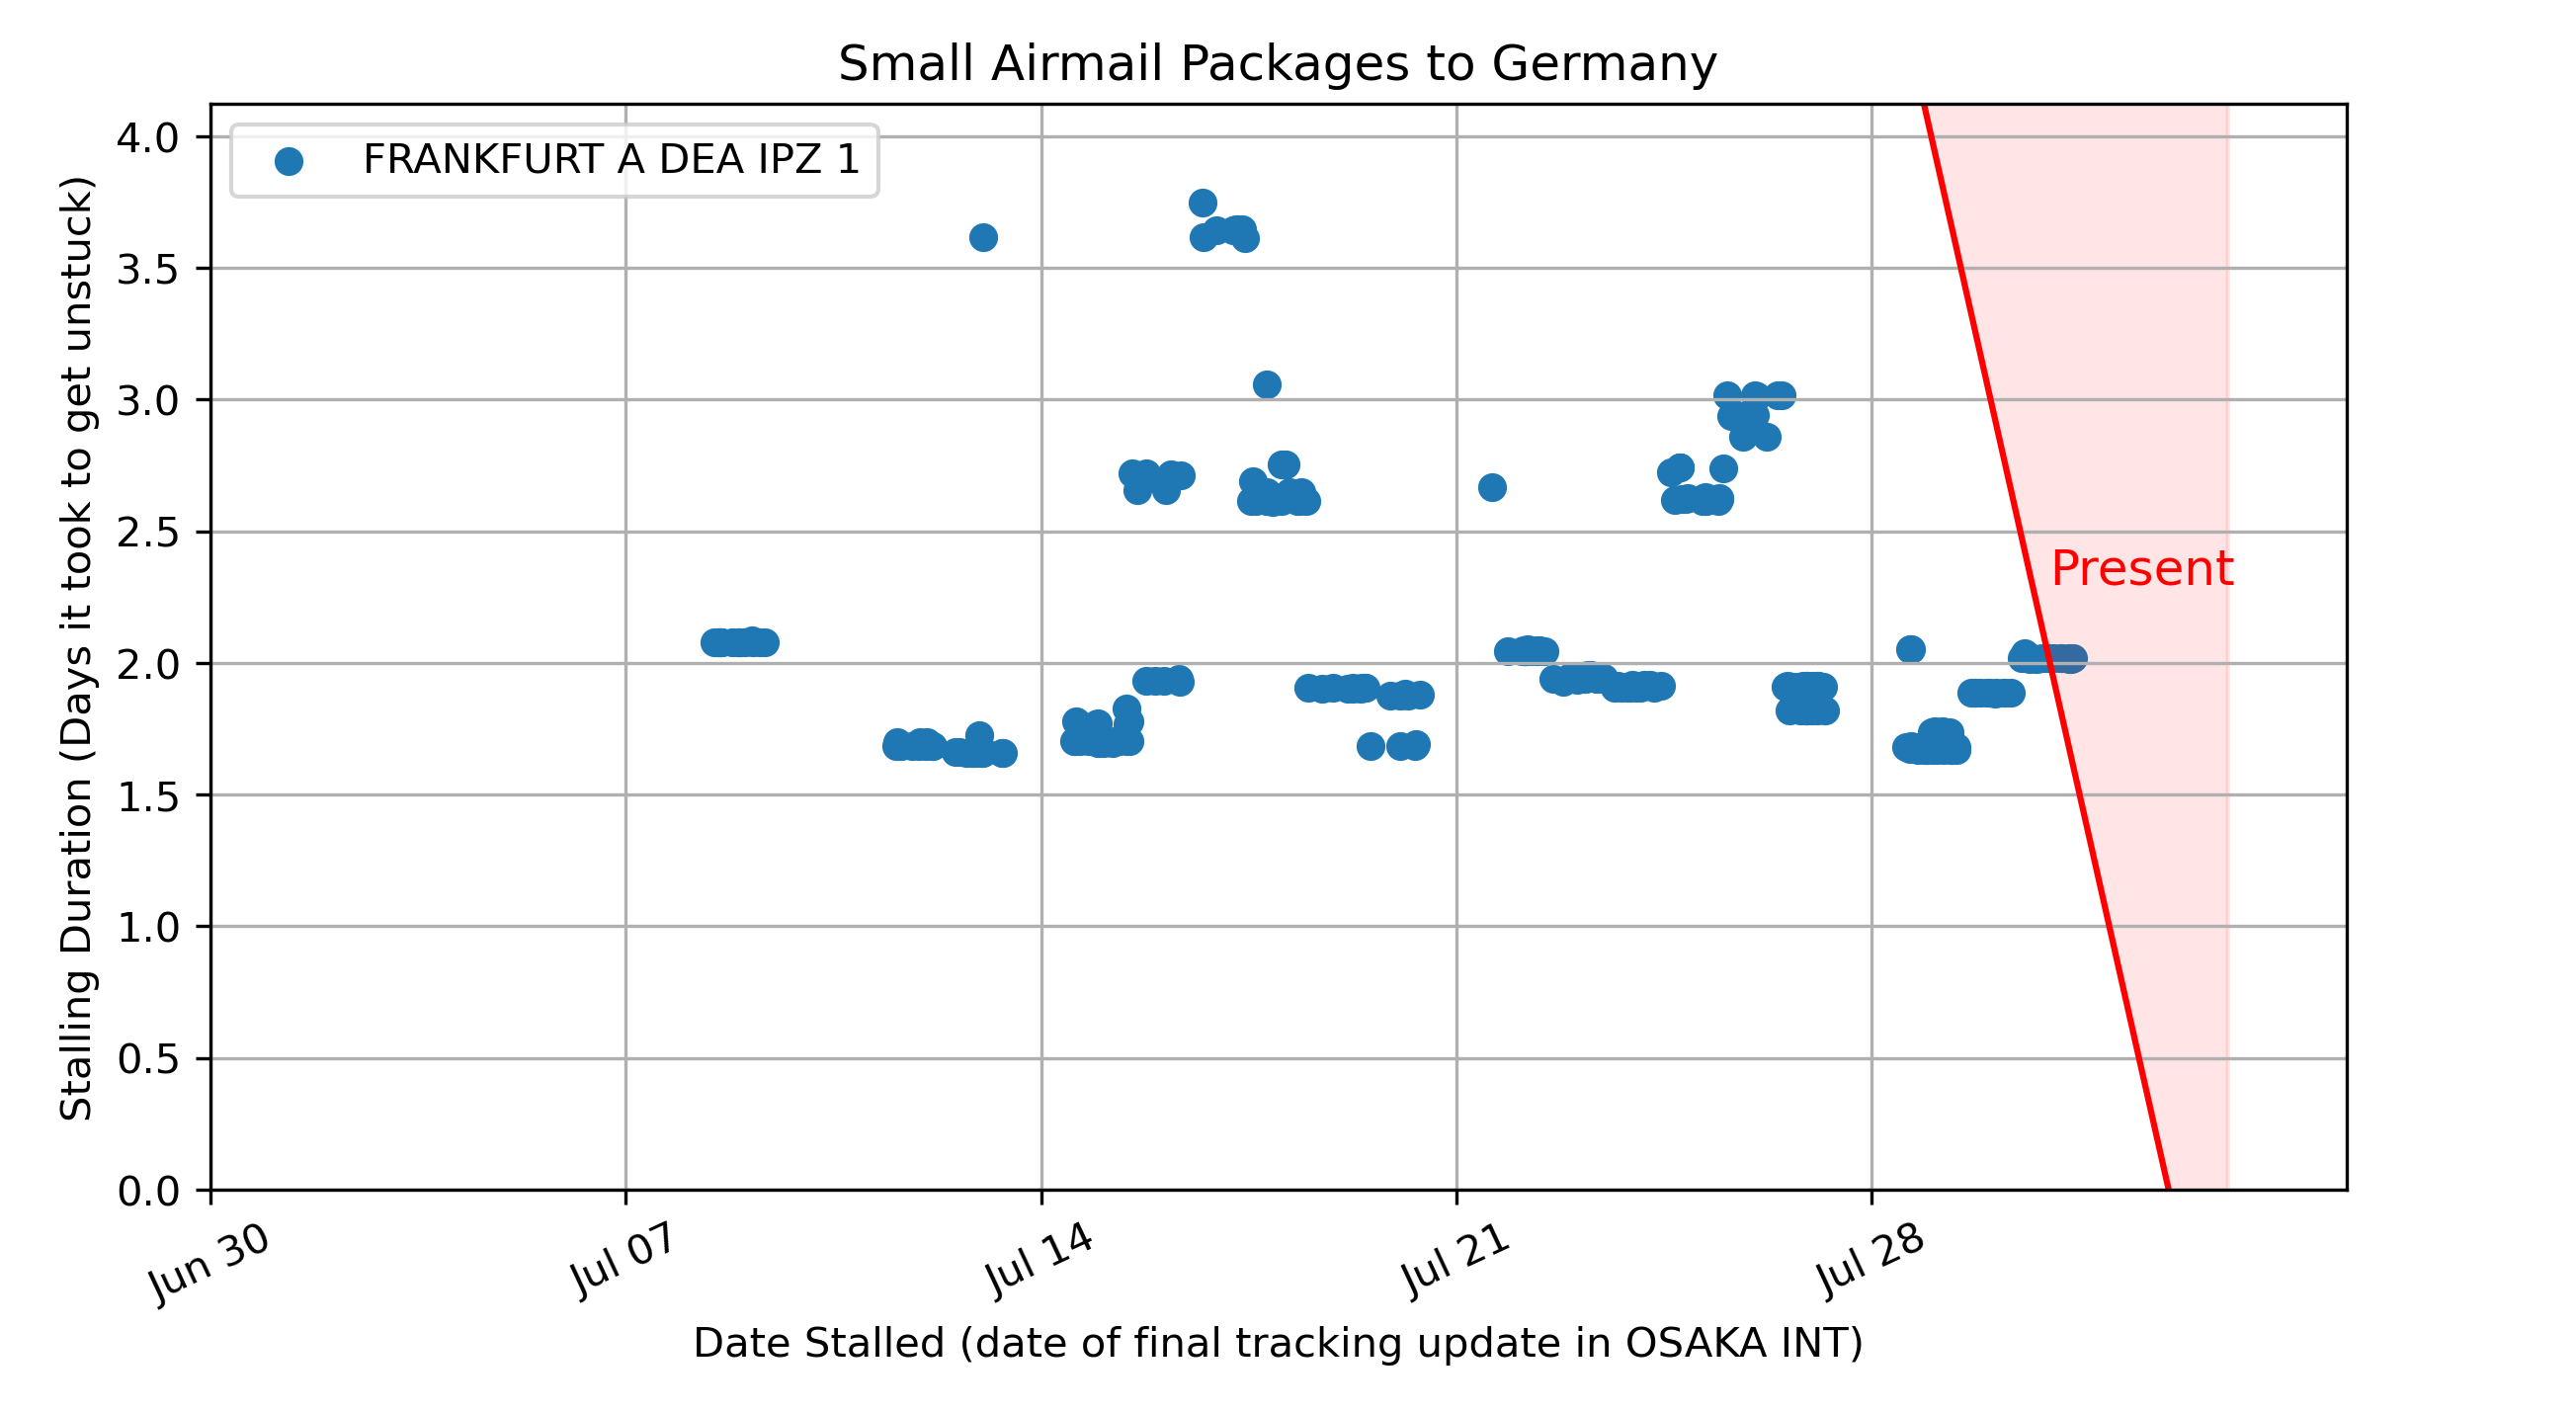 Small Airmail Packages to Germany
FRANKFURT A DEA IPZ 1
Stalling Duration (Days it took to get unstuck)
4.0
3.5
3.0
2.5
2.0
1.5
1.0
0.5
0.0
Present
Jun 30
Jul 07
Jul 14
Jul 21
Jul 28
Date Stalled (date of final tracking update in OSAKA INT)